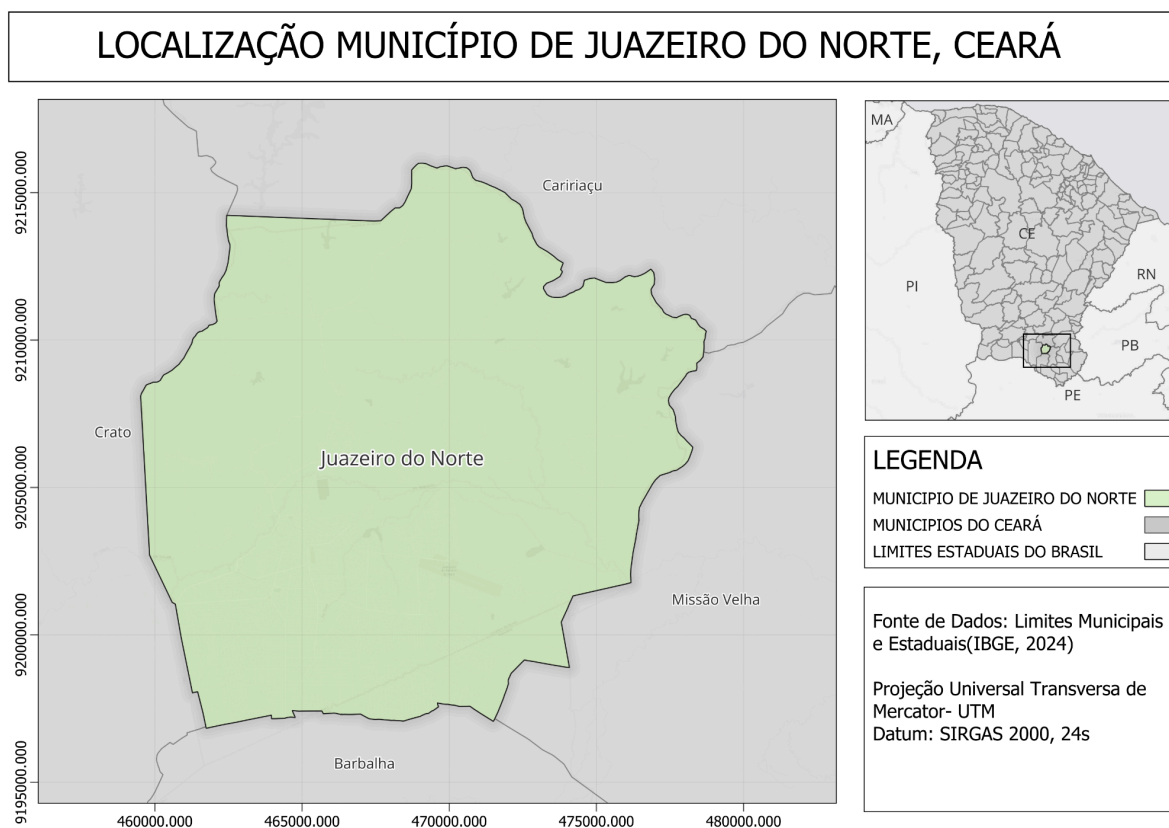 LOCALIZAÇÃO MUNICÍPIO DE JUAZEIRO DO NORTE, CEARÁ
9215000.000
9210000.000
9205000.000
9200000.000
9195000.000
Caririaçu
Crato
Juazeiro do Norte
Missão Velha
Barbalha
460000.000
465000.000
470000.000
475000.000
480000.000
MA
CE
RN
PI
PB
PE
LEGENDA
MUNICIPIO DE JUAZEIRO DO NORTE
MUNICIPIOS DO CEARÁ
LIMITES ESTADUAIS DO BRASIL
Fonte de Dados: Limites Municipais
e Estaduais(IBGE, 2024)
Projeção Universal Transversa de
Mercator- UTM
Datum: SIRGAS 2000, 24s